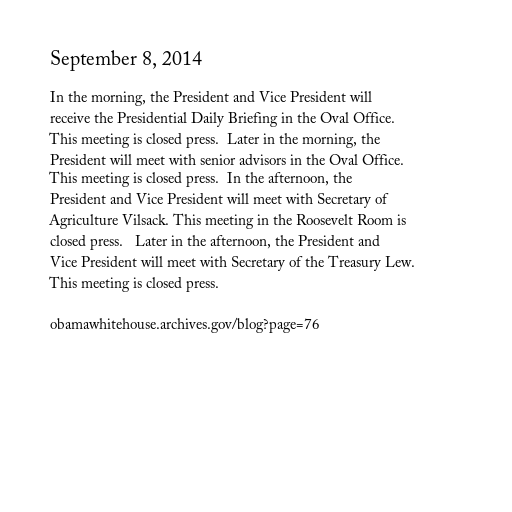 September 8, 2014
In the morning, the President and Vice President will
receive the Presidential Daily Briefing in the Oval Office.
This meeting is closed press.  Later in the morning, the
President will meet with senior advisors in the Oval Office.
This meeting is closed press.  In the afternoon, the
President and Vice President will meet with Secretary of
Agriculture Vilsack. This meeting in the Roosevelt Room is
closed press.   Later in the afternoon, the President and
Vice President will meet with Secretary of the Treasury Lew.
This meeting is closed press.
obamawhitehouse.archives.gov/blog?page=76